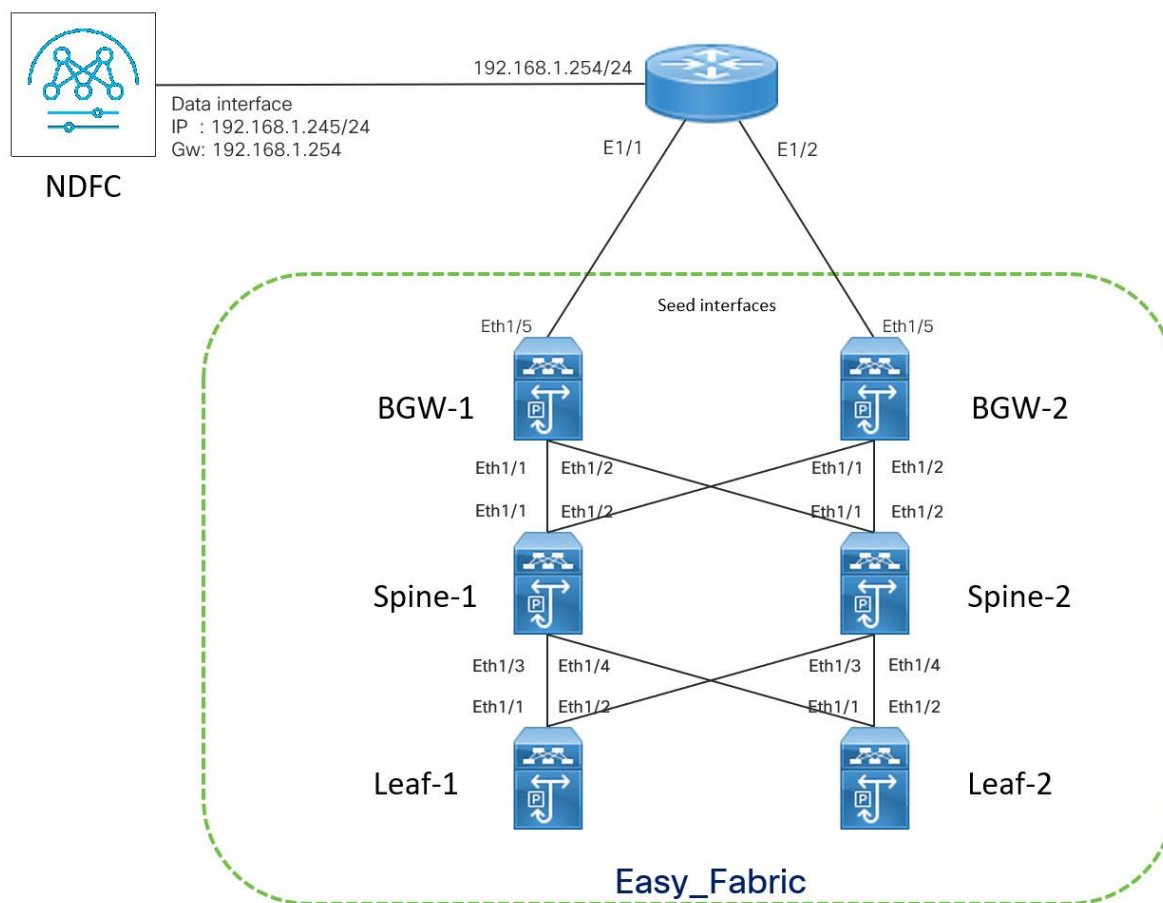 192.168.1.254/24
Data interface
IP : 192.168.1.245/24
Gw: 192.168.1.254
NDFC
E1/1
E1/2
Seed interfaces
Eth1/5
Eth1/5
P
P
BGW-1
BGW-2
Eth1/1
Eth1/2
Eth1/1
Eth1/2
Eth1/1
Eth1/2
Eth1/1
Eth1/2
P
P
Spine-1
Spine-2
Eth1/3
Eth1/4
Eth1/3
Eth1/4
Eth1/1
Eth1/2
Eth1/1
Eth1/2
P
P
Leaf-1
Leaf-2
Easy_Fabric